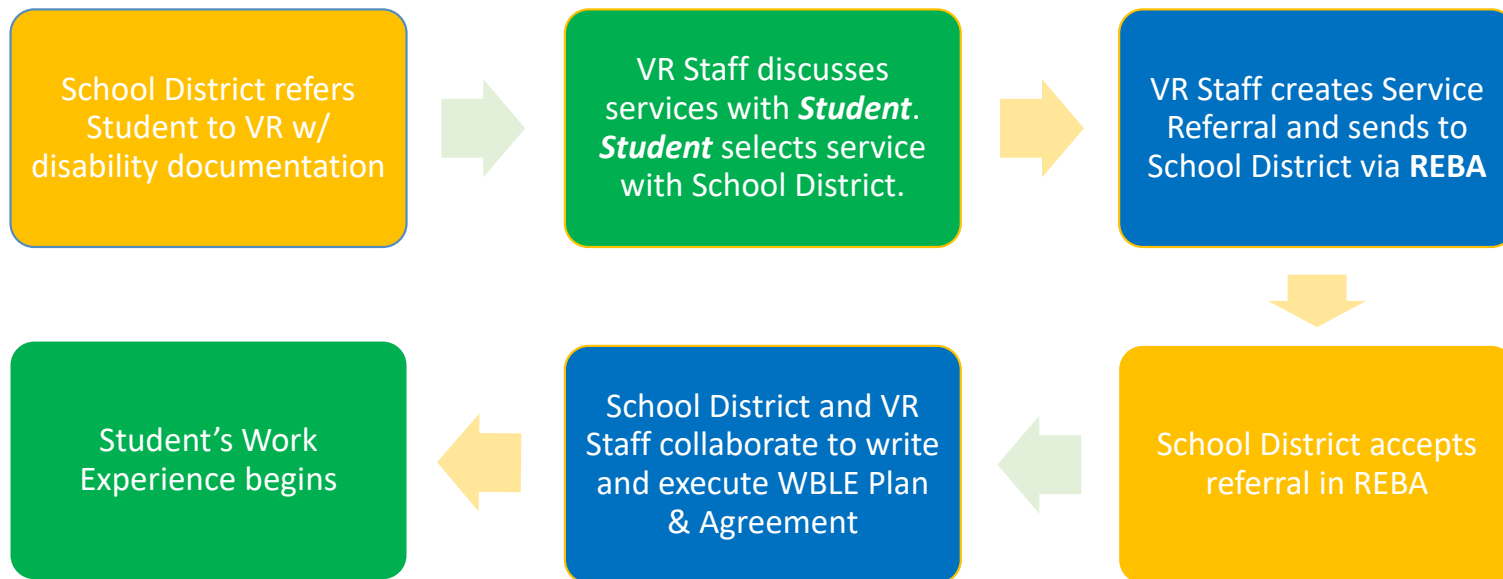 School District refers
Student to VR w/
disability documentation
VR Staff discusses
services with Student.
Student selects service
with School District.
VR Staff creates Service
Referral and sends to
School District via REBA
School District accepts
referral in REBA
School District and VR
Staff collaborate to write
and execute WBLE Plan
& Agreement
Student’s Work
Experience begins